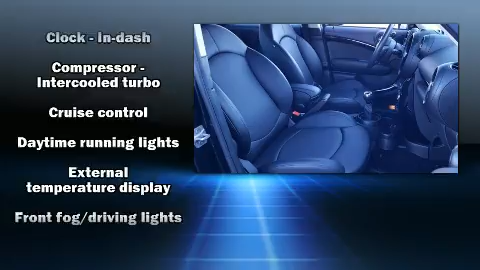 Clock - In-dash
Compressor -
Intercooled turbo
Cruise control
Daytime running lights
External
temperature display
Front fog/driving lights